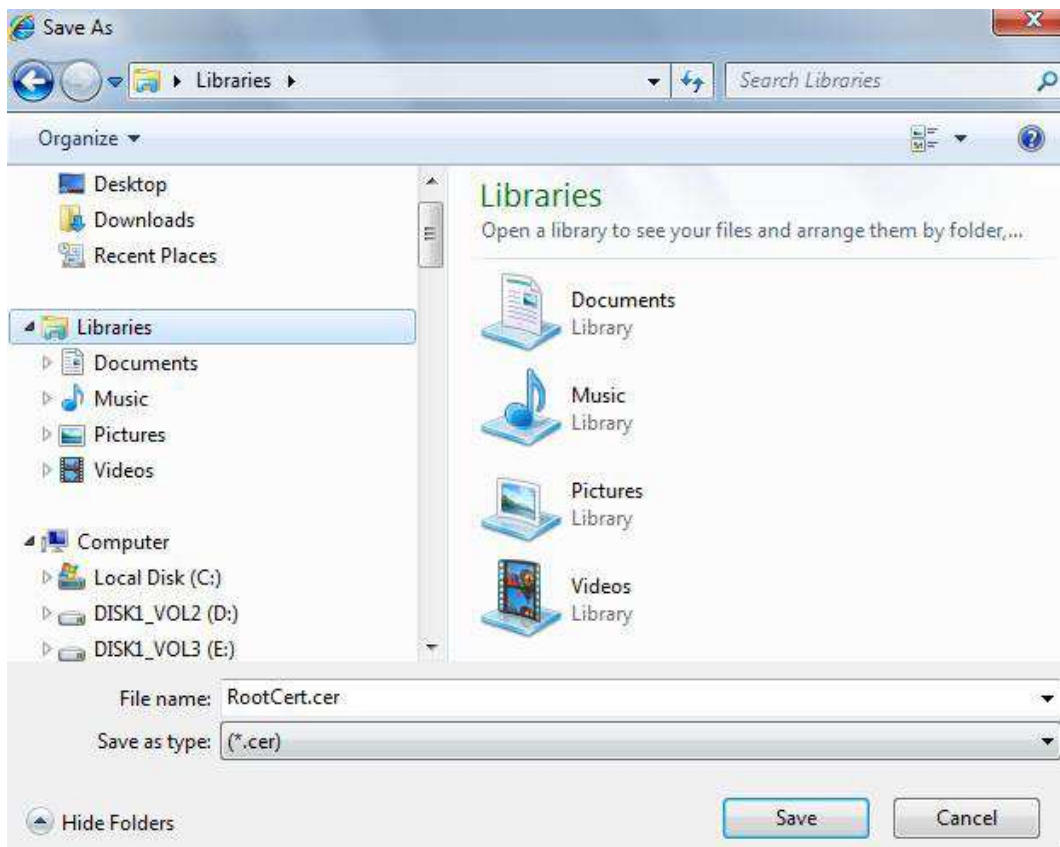 Save As
Libraries
Search Libraries
Organize
Desktop
Downloads
Recent Places
Libraries
Documents
Music
Pictures
Videos
Computer
Local Disk (C:)
DISK1_VOL2 (D:)
DISK1_VOL3 (E:)
Libraries
Open a library to see your files and arrange them by folder,...
Documents
Library
Music
Library
Pictures
Library
Videos
Library
File name: RootCert.cer
Save as type: (*.cer)
Hide Folders
Save
Cancel